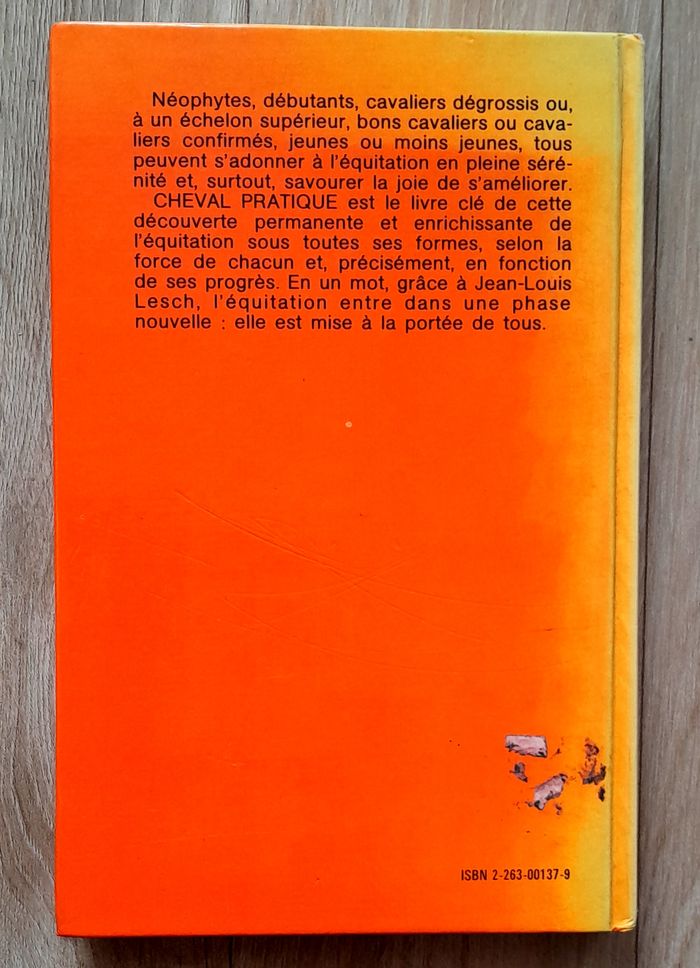 Néophytes, débutants, cavaliers dégrossis ou,
à un échelon supérieur, bons cavaliers ou cava-
liers confirmés, jeunes ou moins jeunes, tous
peuvent s'adonner à l'équitation en pleine séré-
nité et, surtout, savourer la joie de s'améliorer.
CHEVAL PRATIQUE est le livre clé de cette
découverte permanente et enrichissante de
l'équitation sous toutes ses formes, selon la
force de chacun et, précisément, en fonction
de ses progrès. En un mot, grâce à Jean-Louis
Lesch, l'équitation entre dans une phase
nouvelle : elle est mise à la portée de tous.
ISBN 2-263-00137-9